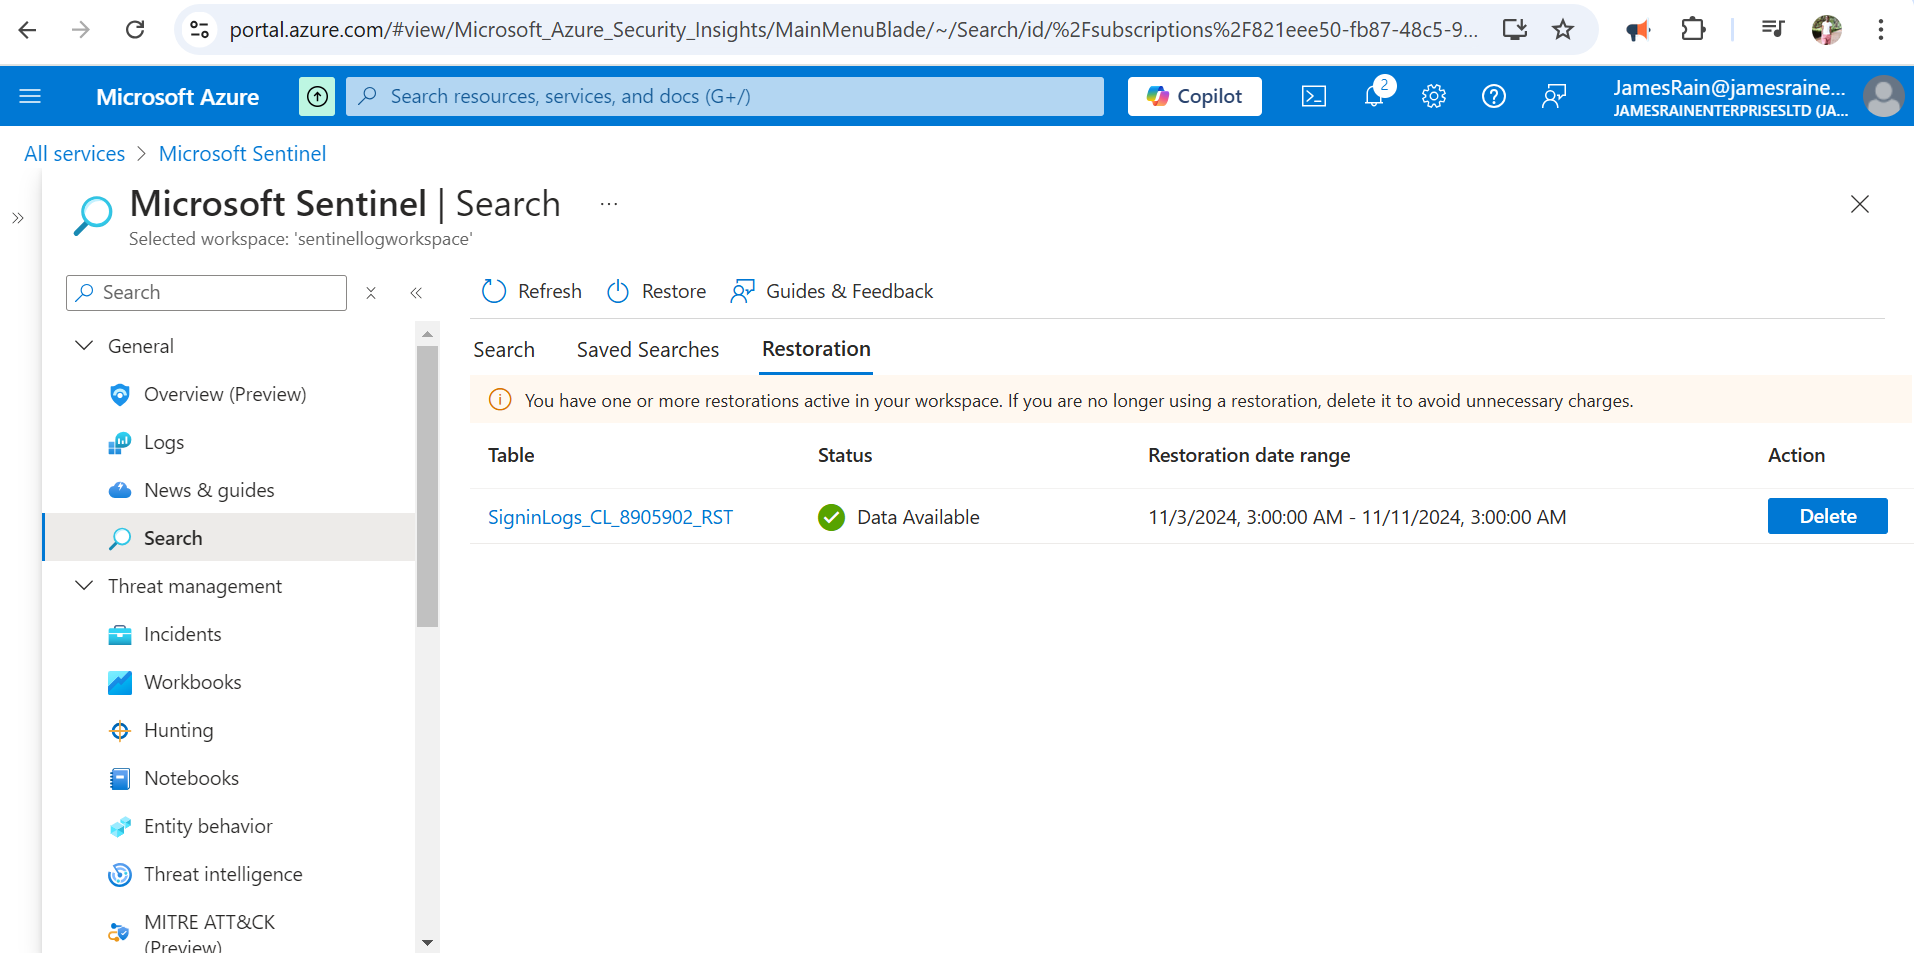 portal.azure.com/#view/Microsoft_Azure_Security_Insights/MainMenuBlade/~/Search/id/%2Fsubscriptions%2F821eee50-fb87-48c5-9...
Microsoft Azure
Search resources, services, and docs (G+/)
Copilot
2
JamesRain@jamesraine...
JAMESRAINENTERPRISESLTD (JA...
All services > Microsoft Sentinel
Microsoft Sentinel | Search ...
Selected workspace: 'sentinellogworkspace'
Search
General
Overview (Preview)
Logs
News & guides
Search
Threat management
Incidents
Workbooks
Hunting
Notebooks
Entity behavior
Threat intelligence
MITRE ATT&CK
(Preview)
Refresh Restore Guides & Feedback
Search Saved Searches Restoration
You have one or more restorations active in your workspace. If you are no longer using a restoration, delete it to avoid unnecessary charges.
Table Status Restoration date range Action
SigninLogs_CL_8905902_RST Data Available 11/3/2024, 3:00:00 AM - 11/11/2024, 3:00:00 AM Delete